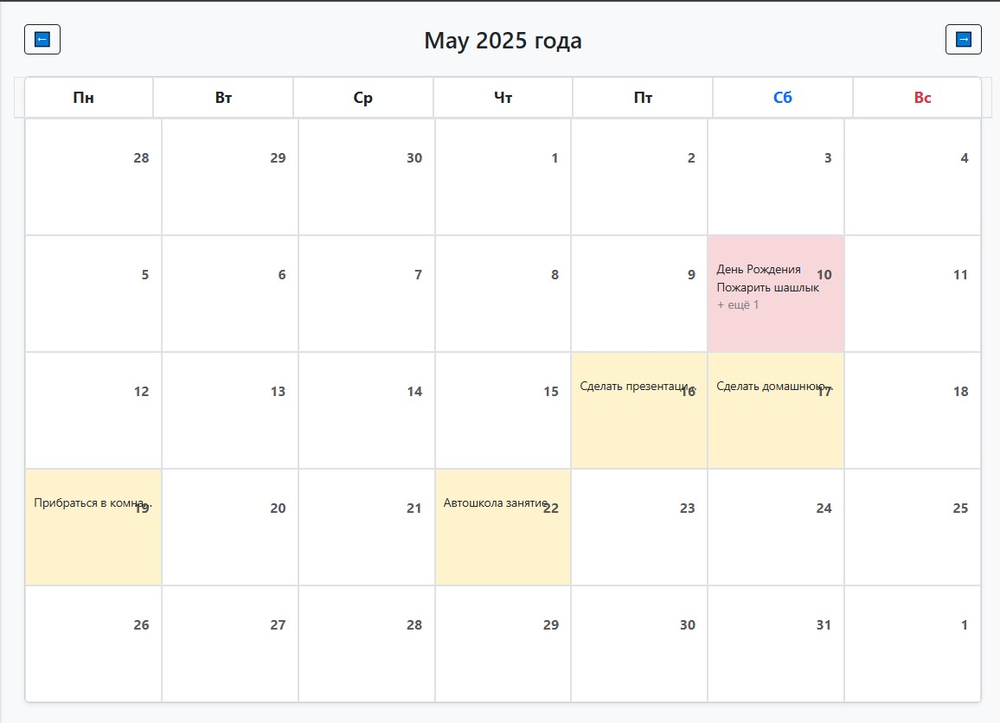 ←
May 2025 года
→
Пн Вт Ср Чт Пт Сб Вс
28 29 30 1 2 3 4
5 6 7 8 9 10 11
День Рождения
Пожарить шашлык
+ ещё 1
12 13 14 15 16 17 18
Сделать презентаци...
Сделать домашнюю...
19 20 21 22 23 24 25
Прибраться в комна...
Автошкола занятие
26 27 28 29 30 31 1